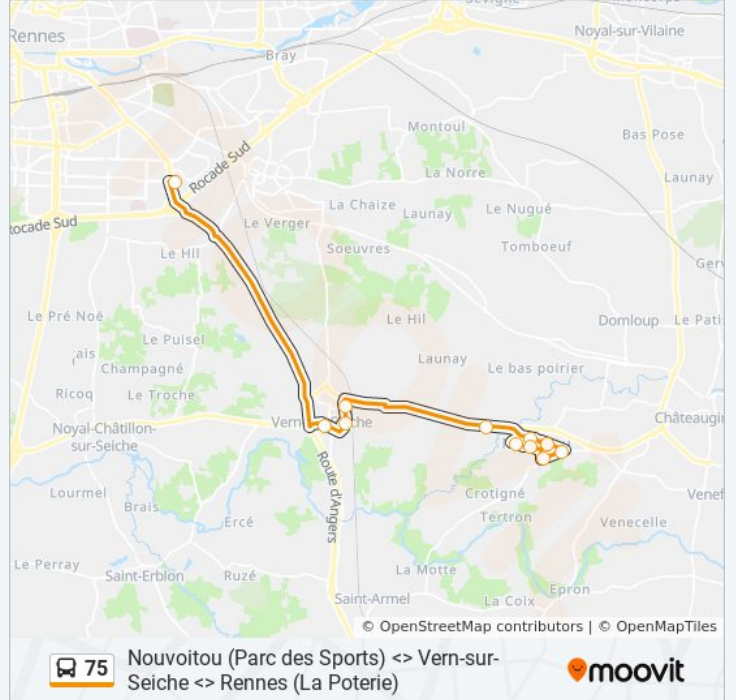 Sévigné
Rennes
Noyal-sur-Vilaine
Bray
Montoul
Bas Pose
Rocade Sud
La Norre
Launay
La Chaize
Launay
Le Nugué
Rocade Sud
Le Verger
Soeuvres
Tomboeuf
Le Hil
Gerv
Le Pré Noë
Le Hil
Domloup
Le Pati
Le Puisel
ais
Launay
Champagné
Le bas poirier
Ricoq
Le Troche
Noyal-Châtillon-
sur-Seiche
Vern
che
Châteaugir
Route d'Angers
Lourmel
Brais
Crotigné
Venef
Ercé
Tertron
Venecelle
Le Perray
Saint-Erblon
Ruzé
La Motte
Epron
Saint-Armel
La Coix
© OpenStreetMap contributors | © OpenMapTiles
75
Nouvoitou (Parc des Sports) <> Vern-sur-
Seiche <> Rennes (La Poterie)
moovit